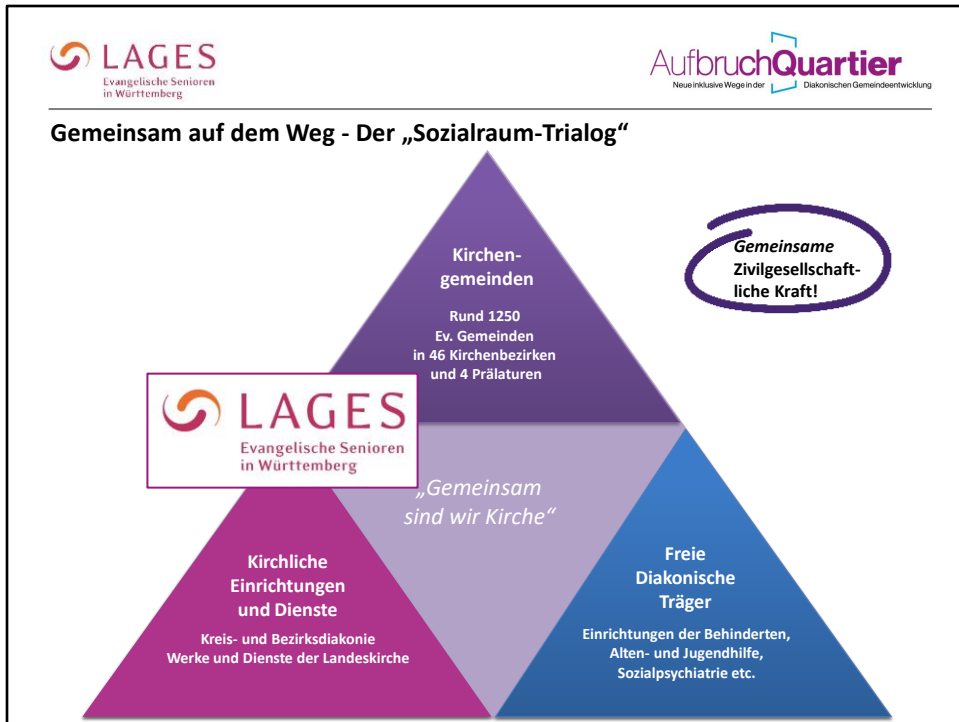 LAGES
Evangelische Senioren
in Württemberg
AufbruchQuartier
Neue inklusive Wege in der Diakonischen Gemeindeentwicklung
Gemeinsam auf dem Weg - Der „Sozialraum-Trialog“
Gemeinsame
Zivilgesellschaft-
liche Kraft!
Kirchen-
gemeinden
Rund 1250
Ev. Gemeinden
in 46 Kirchenbezirken
und 4 Prälaturen
LAGES
Evangelische Senioren
in Württemberg
„Gemeinsam
sind wir Kirche“
Kirchliche
Einrichtungen
und Dienste
Kreis- und Bezirksdiakonie
Werke und Dienste der Landeskirche
Freie
Diakonische
Träger
Einrichtungen der Behinderten,
Alten- und Jugendhilfe,
Sozialpsychiatrie etc.